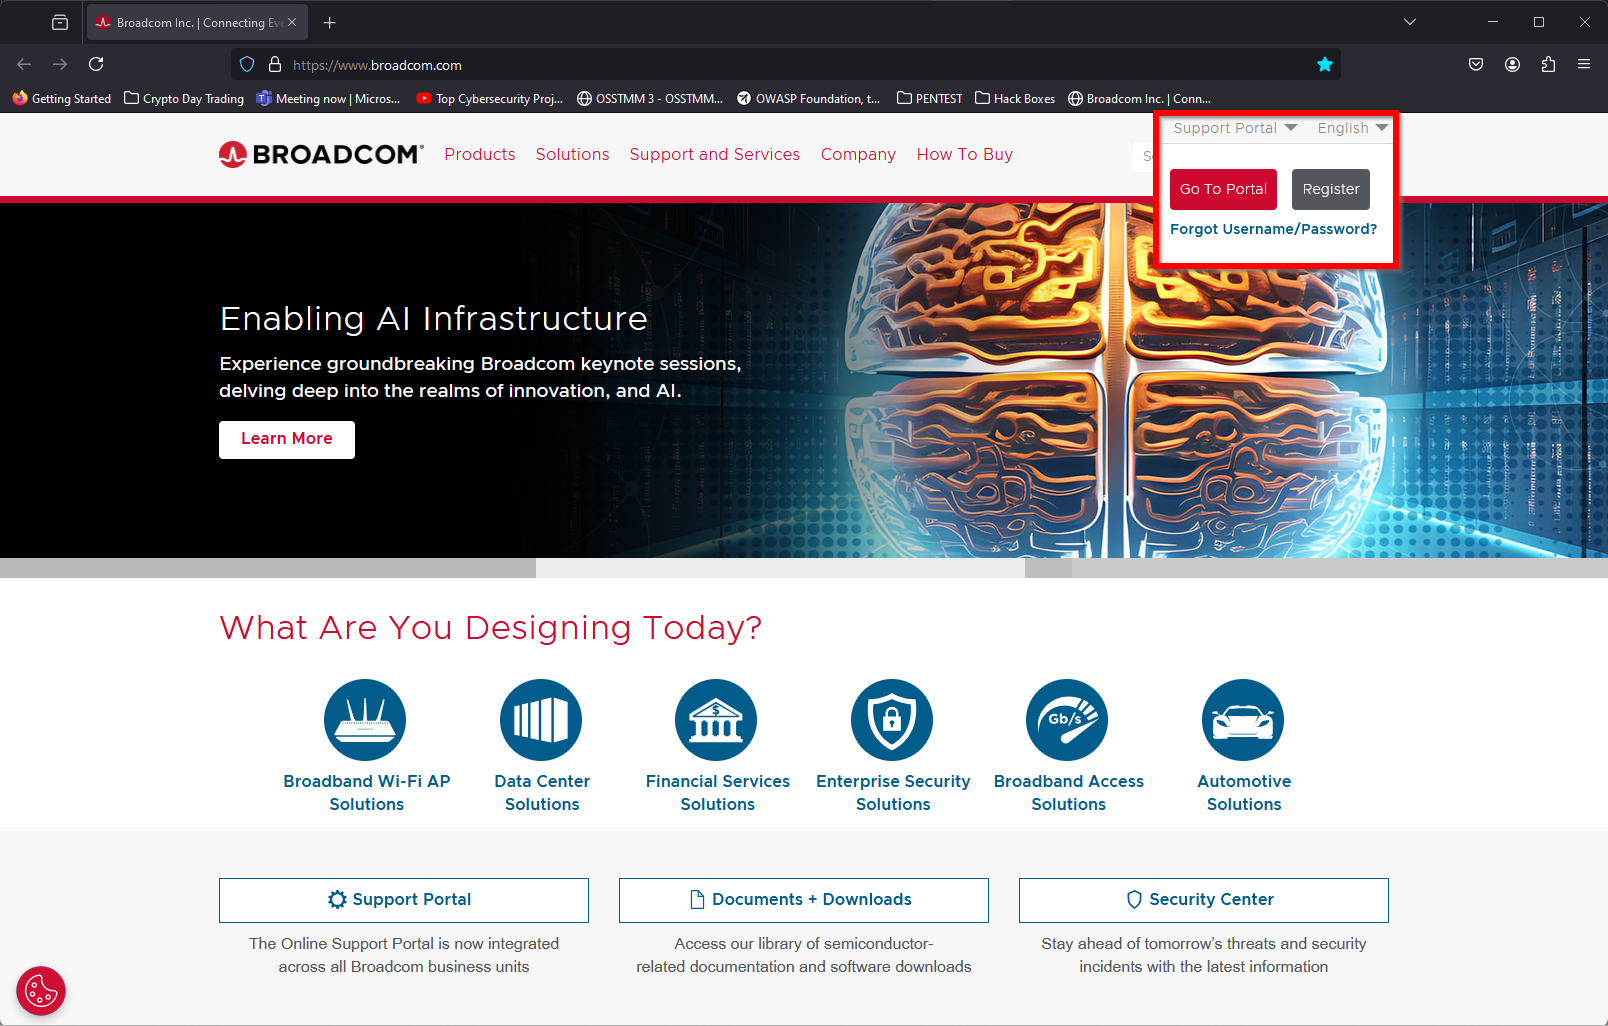 Broadcom Inc. | Connecting Eve
https://www.broadcom.com
Getting Started
Crypto Day Trading
Meeting now | Micros...
Top Cybersecurity Proj...
OSSTMM 3 - OSSTMM...
OWASP Foundation, t...
PENTEST
Hack Boxes
Broadcom Inc. | Conn...
Support Portal
English
BROADCOM®
Products
Solutions
Support and Services
Company
How To Buy
Go To Portal
Register
Forgot Username/Password?
Enabling AI Infrastructure
Experience groundbreaking Broadcom keynote sessions,
delving deep into the realms of innovation, and AI.
Learn More
What Are You Designing Today?
$
Gb/s
Broadband Wi-Fi AP
Solutions
Data Center
Solutions
Financial Services
Solutions
Enterprise Security
Solutions
Broadband Access
Solutions
Automotive
Solutions
Support Portal
The Online Support Portal is now integrated
across all Broadcom business units
Documents + Downloads
Access our library of semiconductor-
related documentation and software downloads
Security Center
Stay ahead of tomorrow’s threats and security
incidents with the latest information